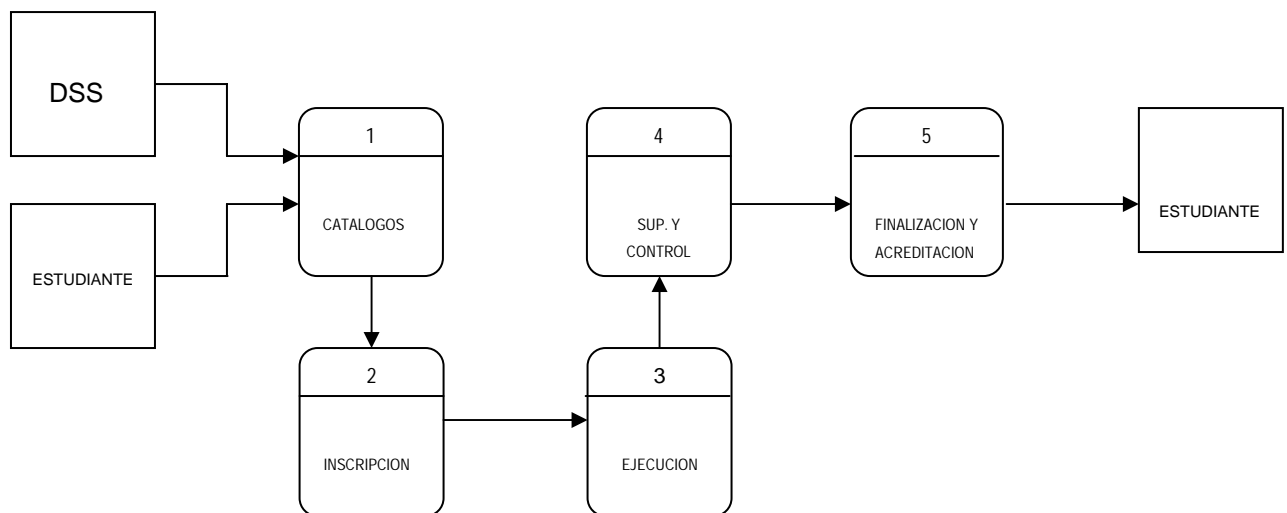 DSS
ESTUDIANTE
1
CATALOGOS
2
INSCRIPCION
3
EJECUCION
4
SUP. Y
CONTROL
5
FINALIZACION Y
ACREDITACION
ESTUDIANTE